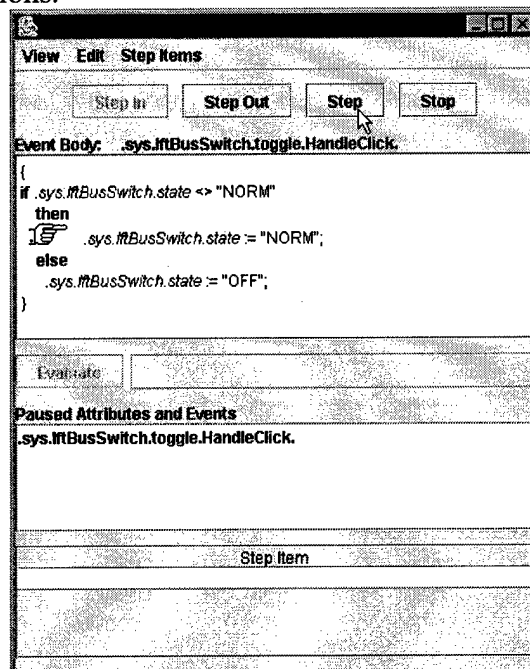 ions.
View Edit Step Items
Step In Step Out Step Stop
Event Body: .sys.lftBusSwitch.toggle.HandleClick.
{
if .sys.lftBusSwitch.state <> "NORM"
then
.sys.lftBusSwitch.state := "NORM";
else
.sys.lftBusSwitch.state := "OFF";
}
Evaluate
Paused Attributes and Events
.sys.lftBusSwitch.toggle.HandleClick.
Step Item